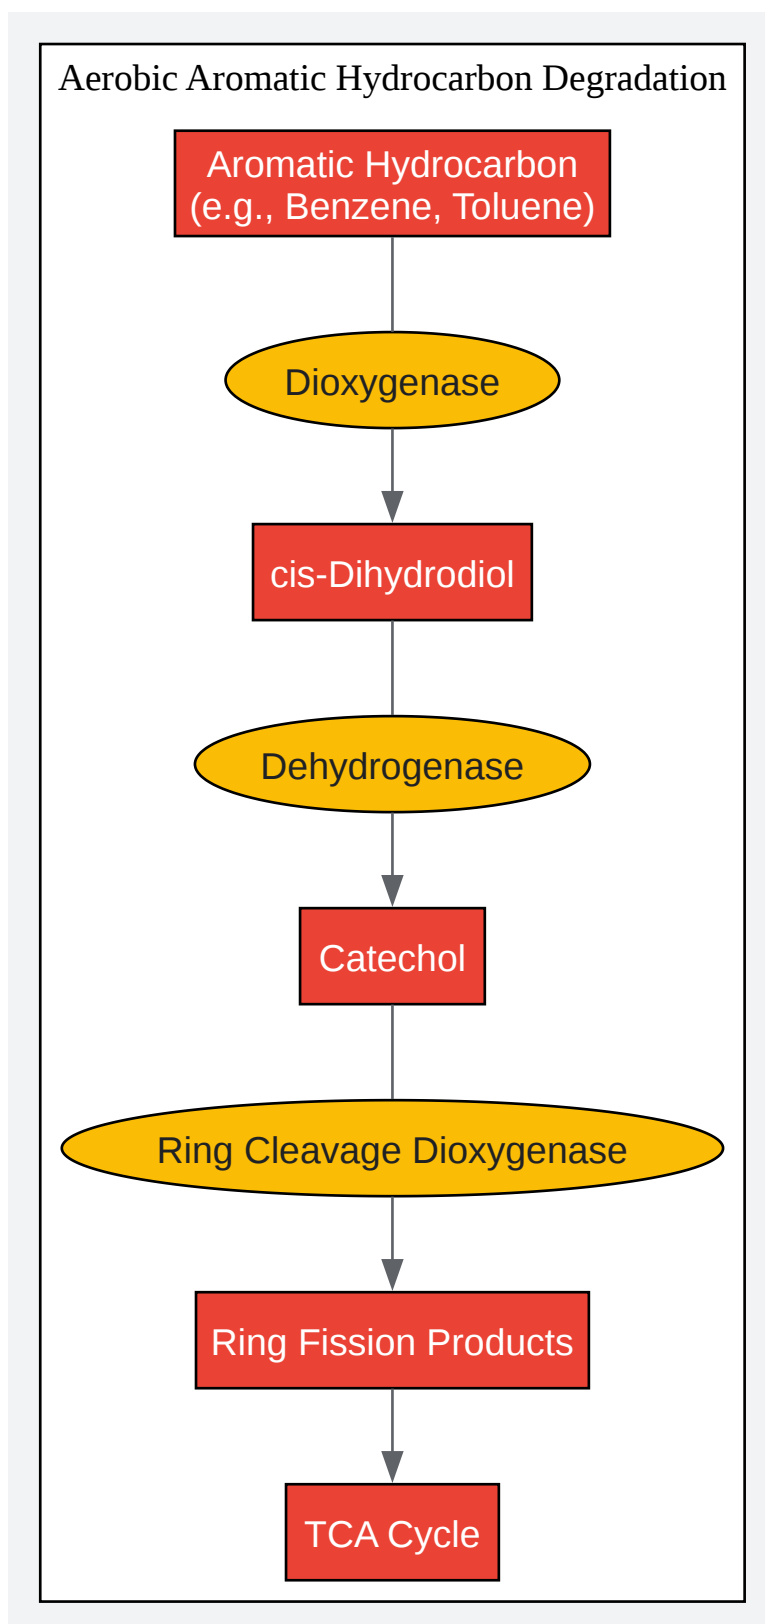 Aerobic Aromatic Hydrocarbon Degradation
Aromatic Hydrocarbon
(e.g., Benzene, Toluene)
Dioxygenase
cis-Dihydrodiol
Dehydrogenase
Catechol
Ring Cleavage Dioxygenase
Ring Fission Products
TCA Cycle